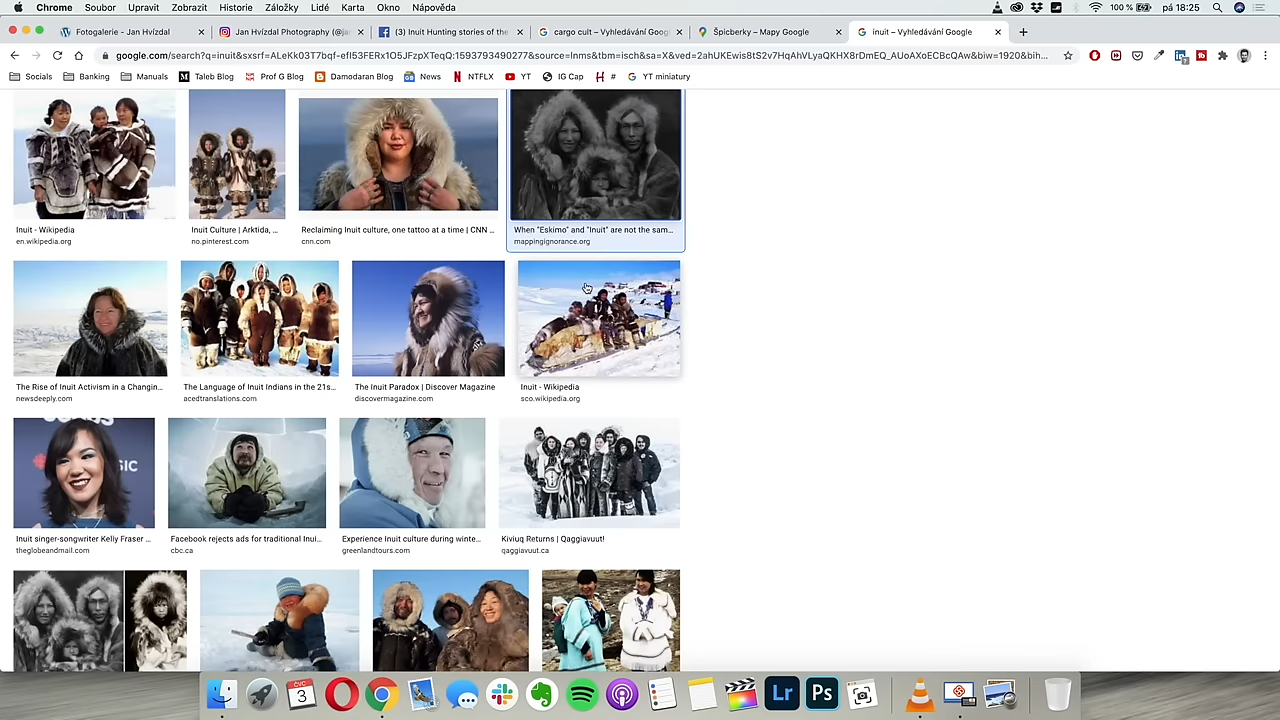 Chrome Soubor Upravit Zobrazit Historie Záložky Lidé Karta Okno Nápověda 100 % pá 18:25
Fotogalerie - Jan Hvízdal
Jan Hvízdal Photography (@ja
(3) Inuit Hunting stories of the
cargo cult – Vyhledávání Goog
Špicberky – Mapy Google
inuit – Vyhledávání Google
google.com/search?q=inuit&sxsrf=ALeKk03T7bqf-efI53FERx1O5JFzpXTeqQ:1593793490277&source=lnms&tbm=isch&sa=X&ved=2ahUKEwis8tS2v7HqAhVLyaQKHX8rDmEQ_AUoAXoECBcQAw&biw=1920&bih...
Socials Banking Manuals Taleb Blog Prof G Blog Damodaran Blog News NTFLX YT IG Cap # YT miniatury
Inuit - Wikipedia
en.wikipedia.org
Inuit Culture | Arktida, ...
no.pinterest.com
Reclaiming Inuit culture, one tattoo at a time | CNN ...
cnn.com
When "Eskimo" and "Inuit" are not the sam...
mappingignorance.org
The Rise of Inuit Activism in a Changin...
newsdeeply.com
The Language of Inuit Indians in the 21s...
acedtranslations.com
The Inuit Paradox | Discover Magazine
discovermagazine.com
Inuit - Wikipedia
sco.wikipedia.org
SIC
Inuit singer-songwriter Kelly Fraser ...
theglobeandmail.com
Facebook rejects ads for traditional Inui...
cbc.ca
Experience Inuit culture during winte...
greenlandtours.com
Kiviuq Returns | Qaggiavuut!
qaggiavuut.ca
ČVC
3
Lr
Ps